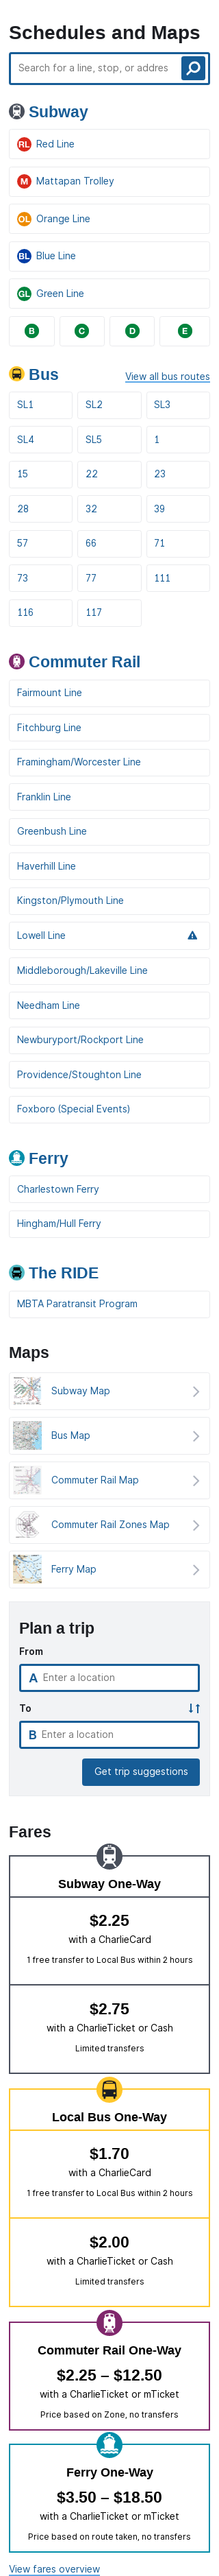 Schedules and Maps
Search for a line, stop, or addres
Subway
RL Red Line
M Mattapan Trolley
OL Orange Line
BL Blue Line
GL Green Line
B C D E
Bus View all bus routes
SL1 SL2 SL3
SL4 SL5 1
15 22 23
28 32 39
57 66 71
73 77 111
116 117
Commuter Rail
Fairmount Line
Fitchburg Line
Framingham/Worcester Line
Franklin Line
Greenbush Line
Haverhill Line
Kingston/Plymouth Line
Lowell Line
Middleborough/Lakeville Line
Needham Line
Newburyport/Rockport Line
Providence/Stoughton Line
Foxboro (Special Events)
Ferry
Charlestown Ferry
Hingham/Hull Ferry
The RIDE
MBTA Paratransit Program
Maps
Subway Map
Bus Map
Commuter Rail Map
Commuter Rail Zones Map
Ferry Map
Plan a trip
From
A Enter a location
To
B Enter a location
Get trip suggestions
Fares
Subway One-Way
$2.25
with a CharlieCard
1 free transfer to Local Bus within 2 hours
$2.75
with a CharlieTicket or Cash
Limited transfers
Local Bus One-Way
$1.70
with a CharlieCard
1 free transfer to Local Bus within 2 hours
$2.00
with a CharlieTicket or Cash
Limited transfers
Commuter Rail One-Way
$2.25 – $12.50
with a CharlieTicket or mTicket
Price based on Zone, no transfers
Ferry One-Way
$3.50 – $18.50
with a CharlieTicket or mTicket
Price based on route taken, no transfers
View fares overview